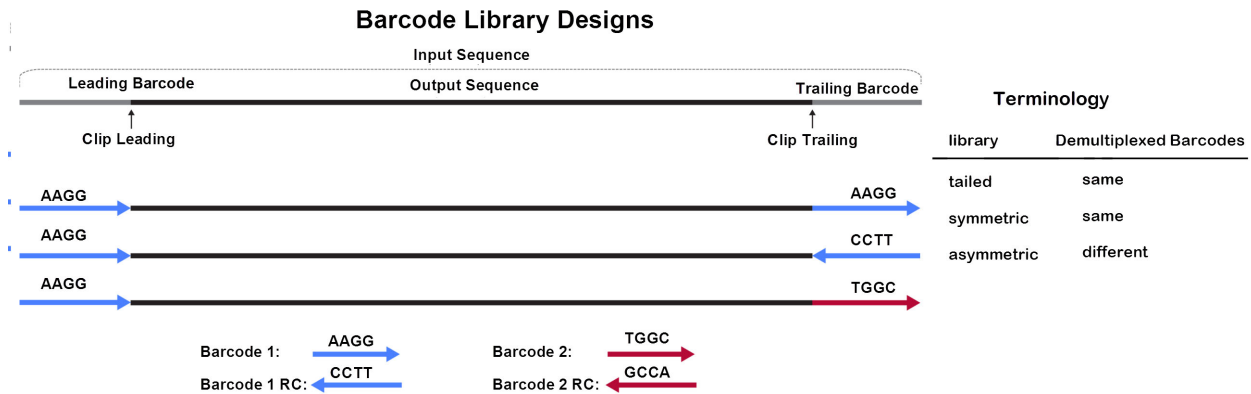 Barcode Library Designs
Input Sequence
Leading Barcode Output Sequence Trailing Barcode
Clip Leading Clip Trailing
Terminology
library Demultiplexed Barcodes
tailed same
symmetric same
asymmetric different
AAGG AAGG
AAGG CCTT
AAGG TGGC
Barcode 1: AAGG Barcode 2: TGGC
Barcode 1 RC: CCTT Barcode 2 RC: GCCA